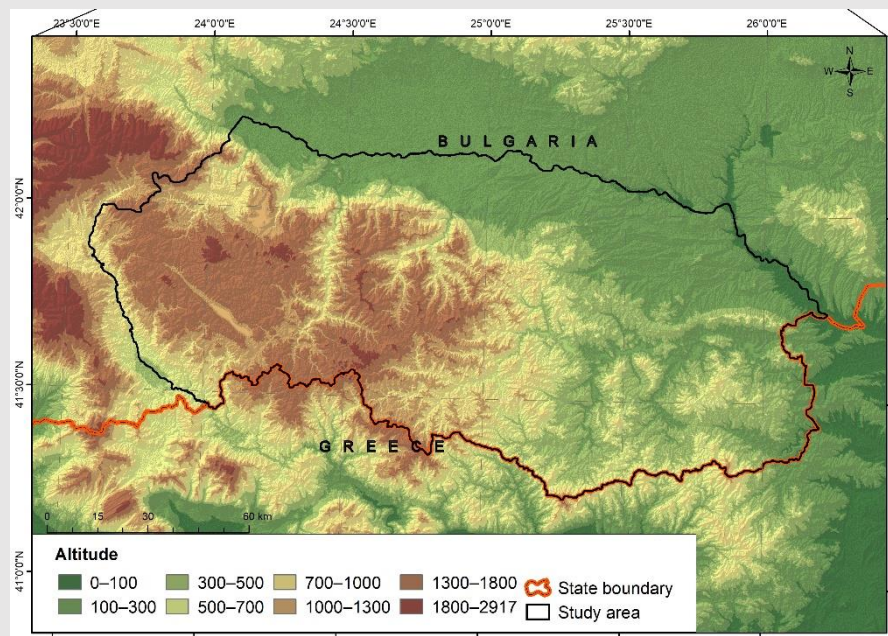 23°30'0"E 24°0'0"E 24°30'0"E 25°0'0"E 25°30'0"E 26°0'0"E
N
W E
S
BULGARIA
42°0'0"N
41°30'0"N
GREECE
0 15 30 60 km
41°0'0"N
Altitude
0–100 300–500 700–1000 1300–1800 State boundary
100–300 500–700 1000–1300 1800–2917 Study area